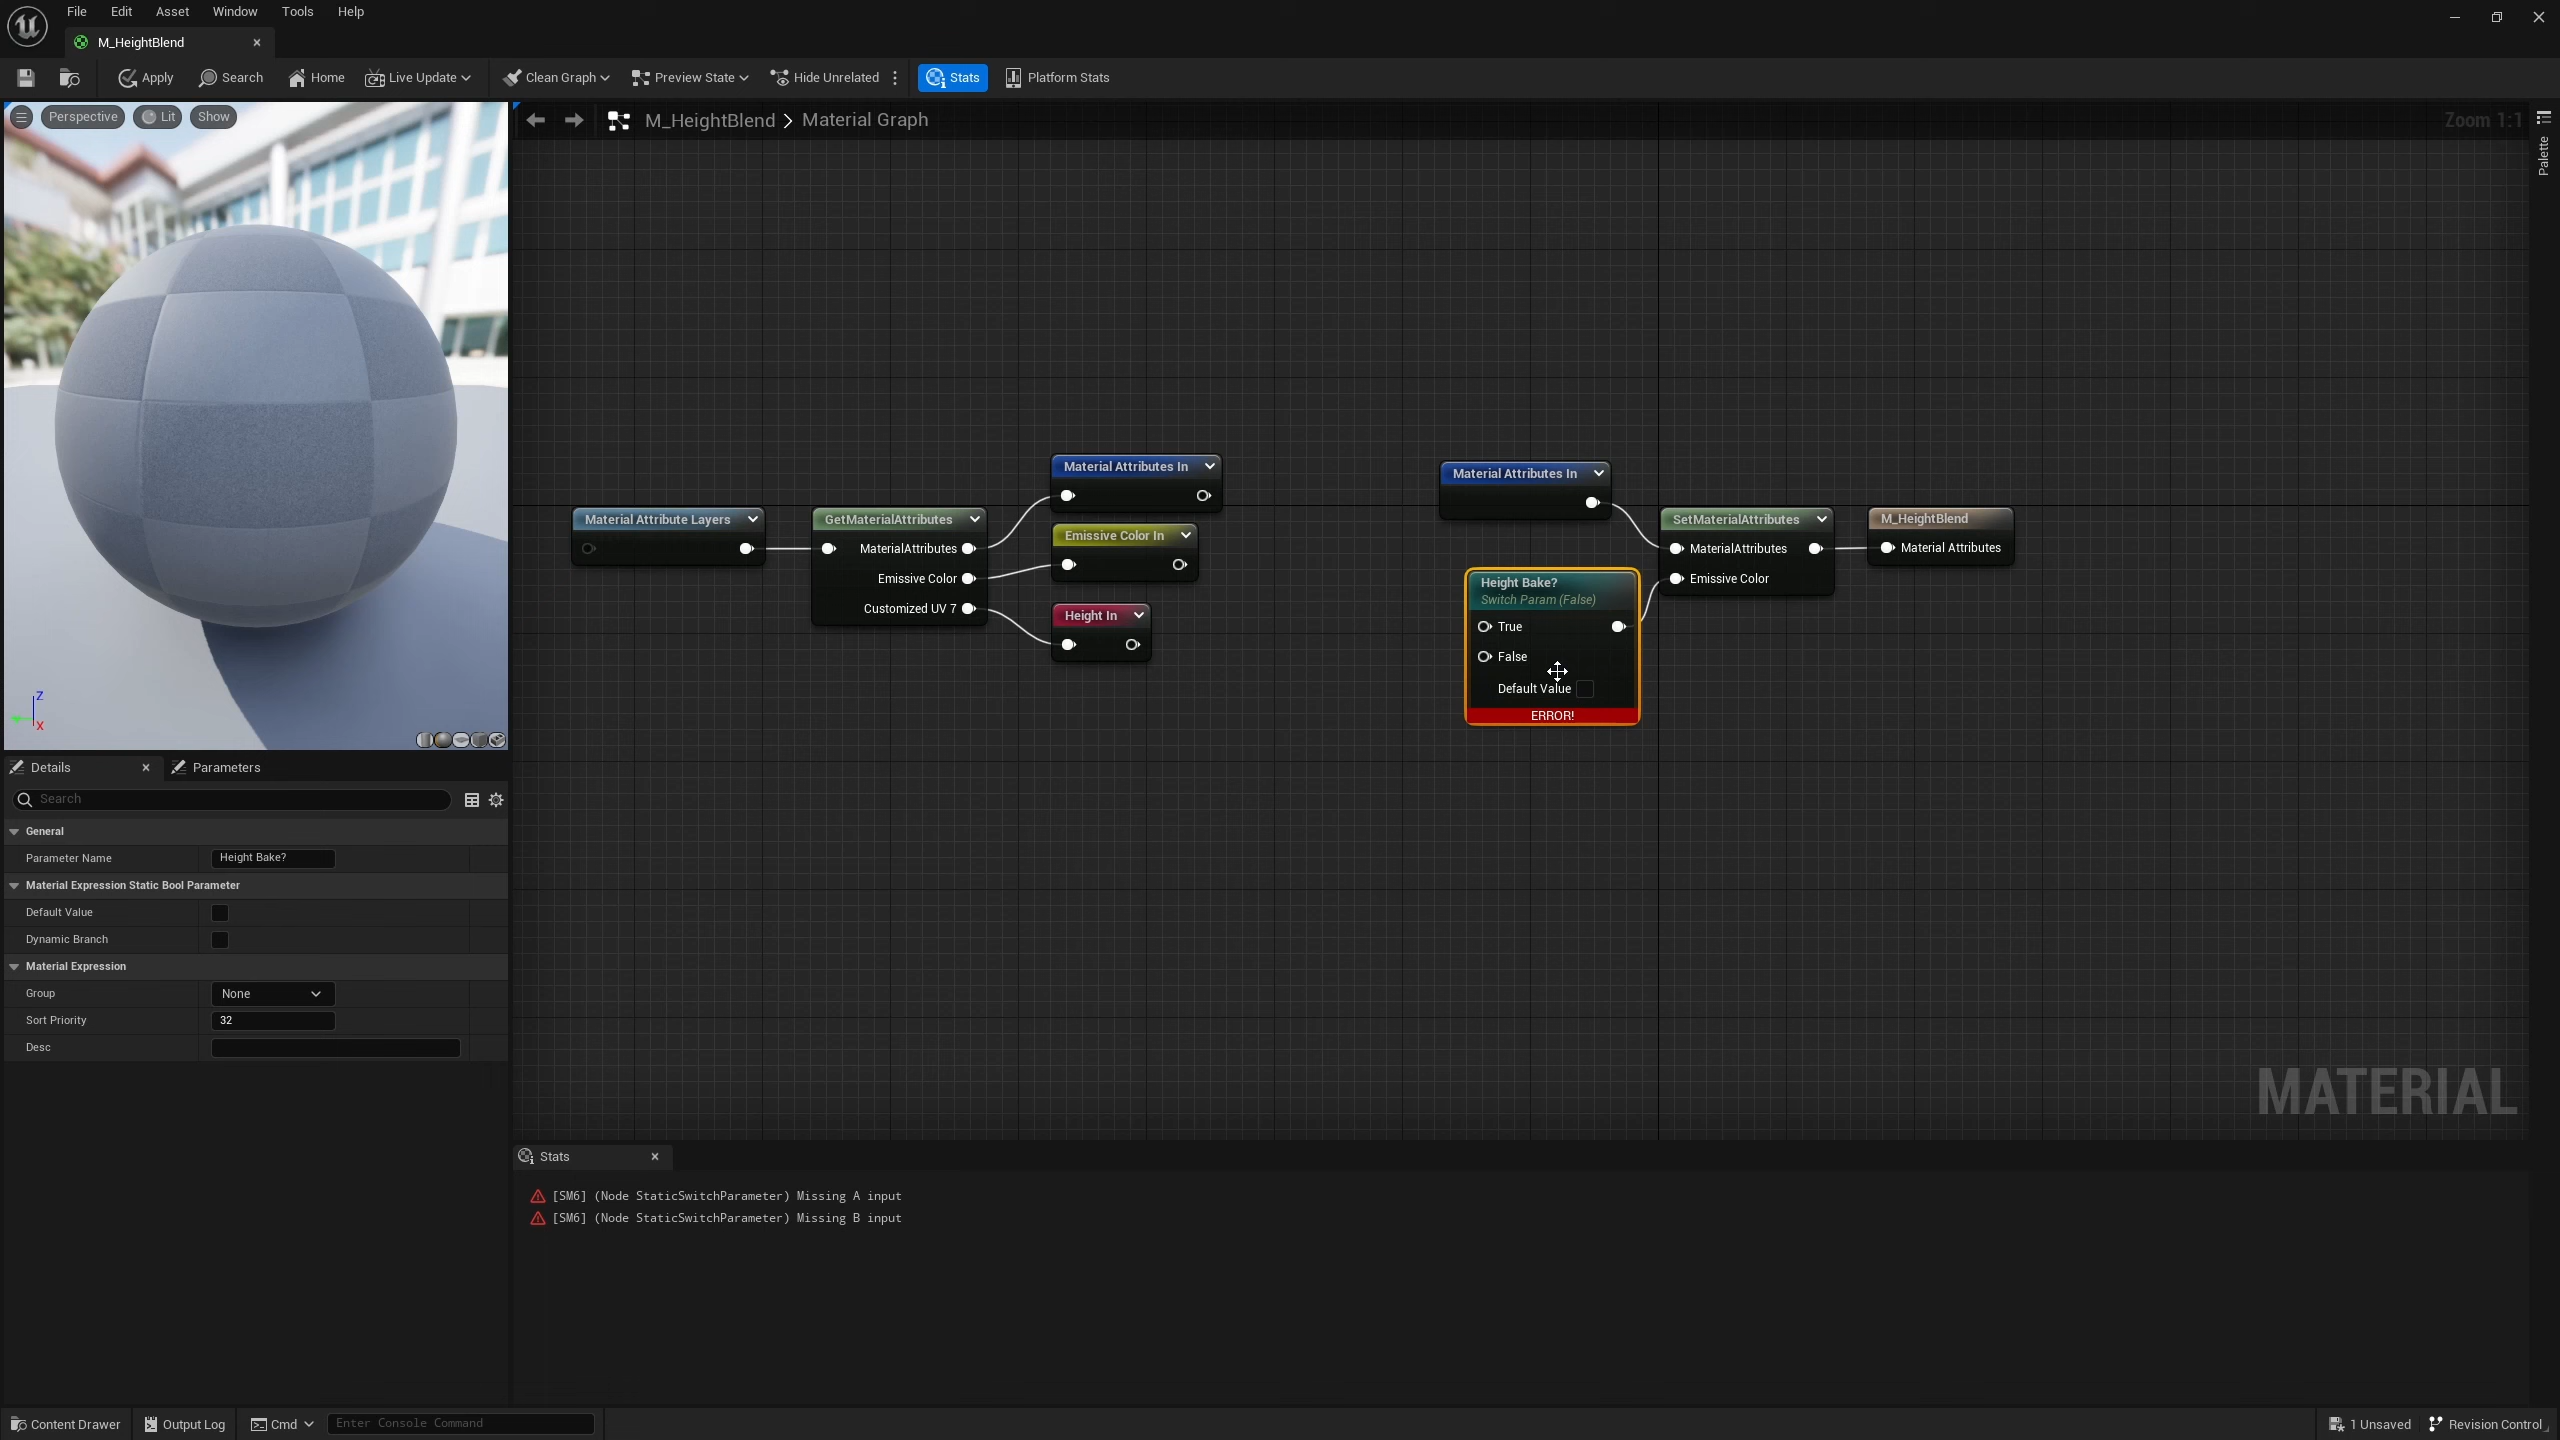 File Edit Asset Window Tools Help
M_HeightBlend
Apply Search Home Live Update Clean Graph Preview State Hide Unrelated Stats Platform Stats
Perspective Lit Show
M_HeightBlend > Material Graph
Zoom 1:1
Palette
Material Attribute Layers
GetMaterialAttributes
MaterialAttributes
Emissive Color
Customized UV 7
Material Attributes In
Emissive Color In
Height In
Material Attributes In
Height Bake?
Switch Param (False)
True
False
Default Value
ERROR!
SetMaterialAttributes
MaterialAttributes
Emissive Color
M_HeightBlend
Material Attributes
Z
X
MATERIAL
Details Parameters
Search
General
Parameter Name Height Bake?
Material Expression Static Bool Parameter
Default Value
Dynamic Branch
Material Expression
Group None
Sort Priority 32
Desc
Stats
[SM6] (Node StaticSwitchParameter) Missing A input
[SM6] (Node StaticSwitchParameter) Missing B input
Content Drawer Output Log Cmd Enter Console Command 1 Unsaved Revision Control